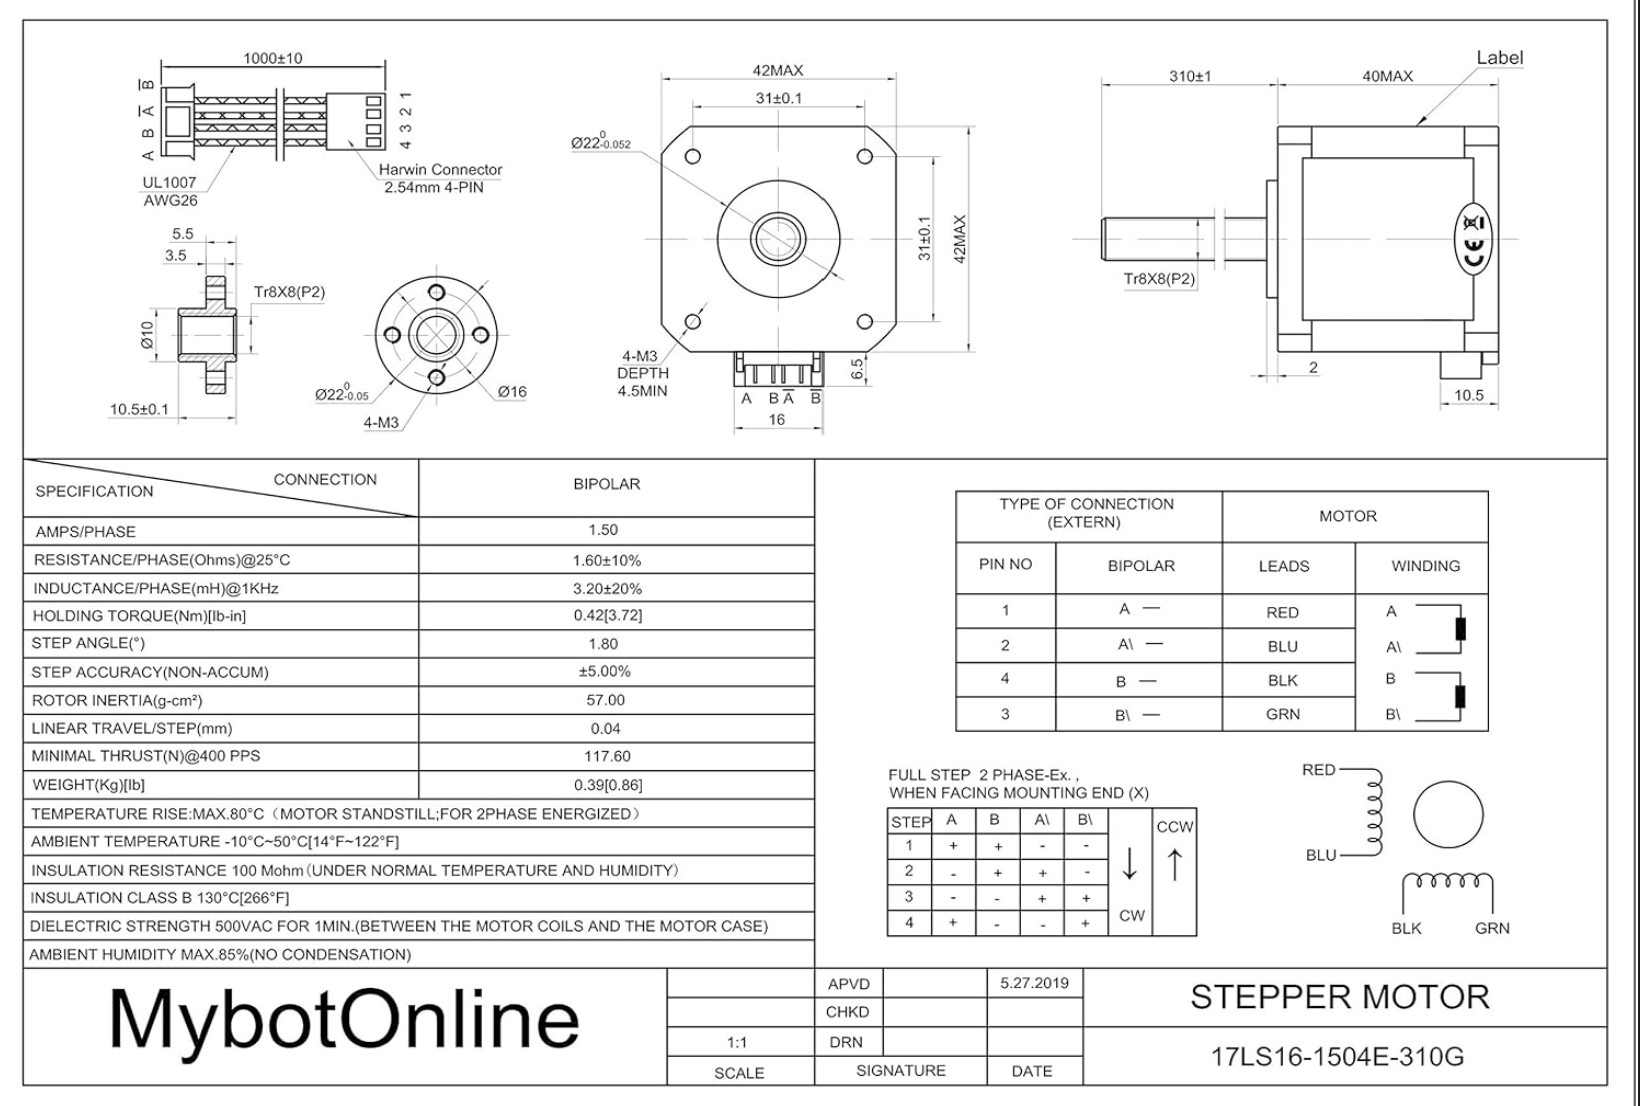 1000±10
B̅ A̅ B A
1 2 3 4
UL1007
AWG26
Harwin Connector
2.54mm 4-PIN
5.5
3.5
Tr8X8(P2)
Ø10
10.5±0.1
Ø22 0 -0.05
4-M3
Ø16
42MAX
31±0.1
Ø22 0 -0.052
31±0.1
42MAX
4-M3
DEPTH
4.5MIN
6.5
A B A̅ B̅
16
Label
310±1
40MAX
Tr8X8(P2)
CE
2
10.5
CONNECTION
SPECIFICATION
BIPOLAR
AMPS/PHASE 1.50
RESISTANCE/PHASE(Ohms)@25°C 1.60±10%
INDUCTANCE/PHASE(mH)@1KHz 3.20±20%
HOLDING TORQUE(Nm)[lb-in] 0.42[3.72]
STEP ANGLE(°) 1.80
STEP ACCURACY(NON-ACCUM) ±5.00%
ROTOR INERTIA(g-cm²) 57.00
LINEAR TRAVEL/STEP(mm) 0.04
MINIMAL THRUST(N)@400 PPS 117.60
WEIGHT(Kg)[lb] 0.39[0.86]
TEMPERATURE RISE:MAX.80°C（MOTOR STANDSTILL;FOR 2PHASE ENERGIZED）
AMBIENT TEMPERATURE -10°C~50°C[14°F~122°F]
INSULATION RESISTANCE 100 Mohm（UNDER NORMAL TEMPERATURE AND HUMIDITY）
INSULATION CLASS B 130°C[266°F]
DIELECTRIC STRENGTH 500VAC FOR 1MIN.(BETWEEN THE MOTOR COILS AND THE MOTOR CASE)
AMBIENT HUMIDITY MAX.85%(NO CONDENSATION)
TYPE OF CONNECTION
(EXTERN)
MOTOR
PIN NO BIPOLAR LEADS WINDING
1 A — RED A
2 A\ — BLU A\
4 B — BLK B
3 B\ — GRN B\
FULL STEP 2 PHASE-Ex. ,
WHEN FACING MOUNTING END (X)
STEP A B A\ B\
1 + + - -
2 - + + -
3 - - + +
4 + - - +
CW
CCW
RED
BLU
BLK GRN
MybotOnline
1:1
SCALE
APVD 5.27.2019
CHKD
DRN
SIGNATURE DATE
STEPPER MOTOR
17LS16-1504E-310G